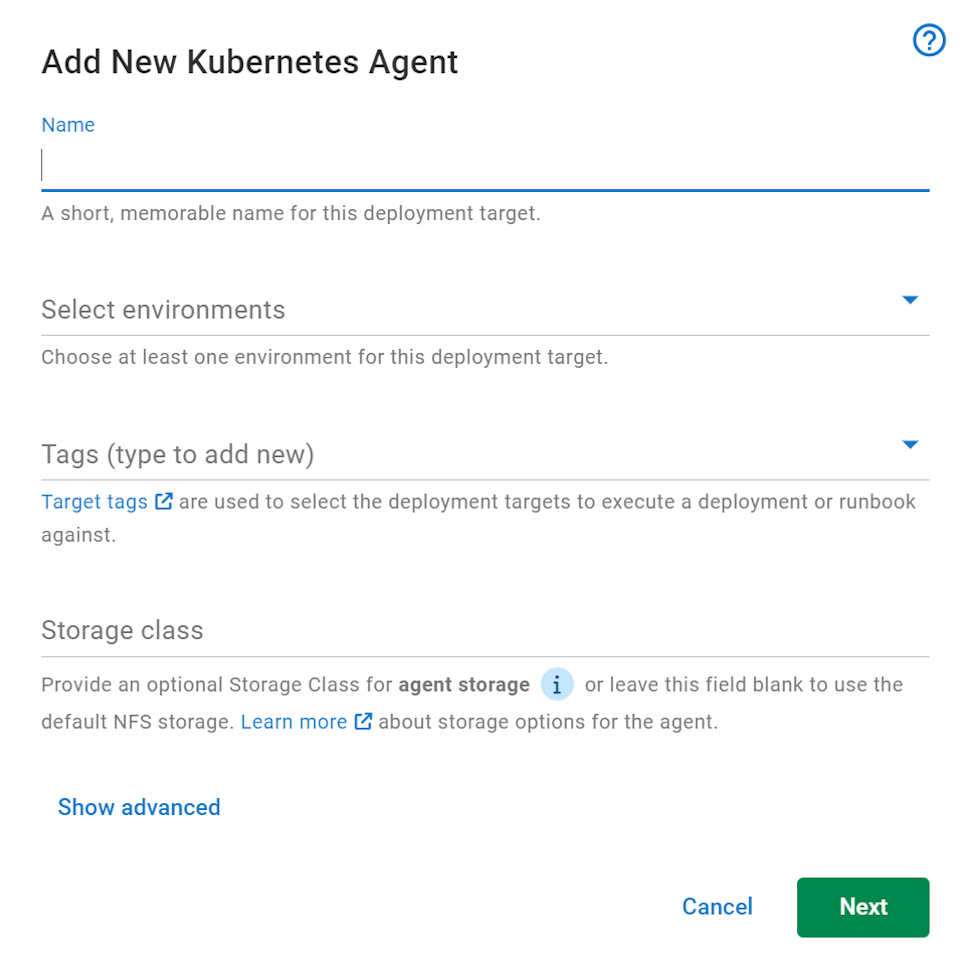 Add New Kubernetes Agent
?
Name
A short, memorable name for this deployment target.
Select environments
Choose at least one environment for this deployment target.
Tags (type to add new)
Target tags are used to select the deployment targets to execute a deployment or runbook
against.
Storage class
Provide an optional Storage Class for agent storage i or leave this field blank to use the
default NFS storage. Learn more about storage options for the agent.
Show advanced
Cancel Next